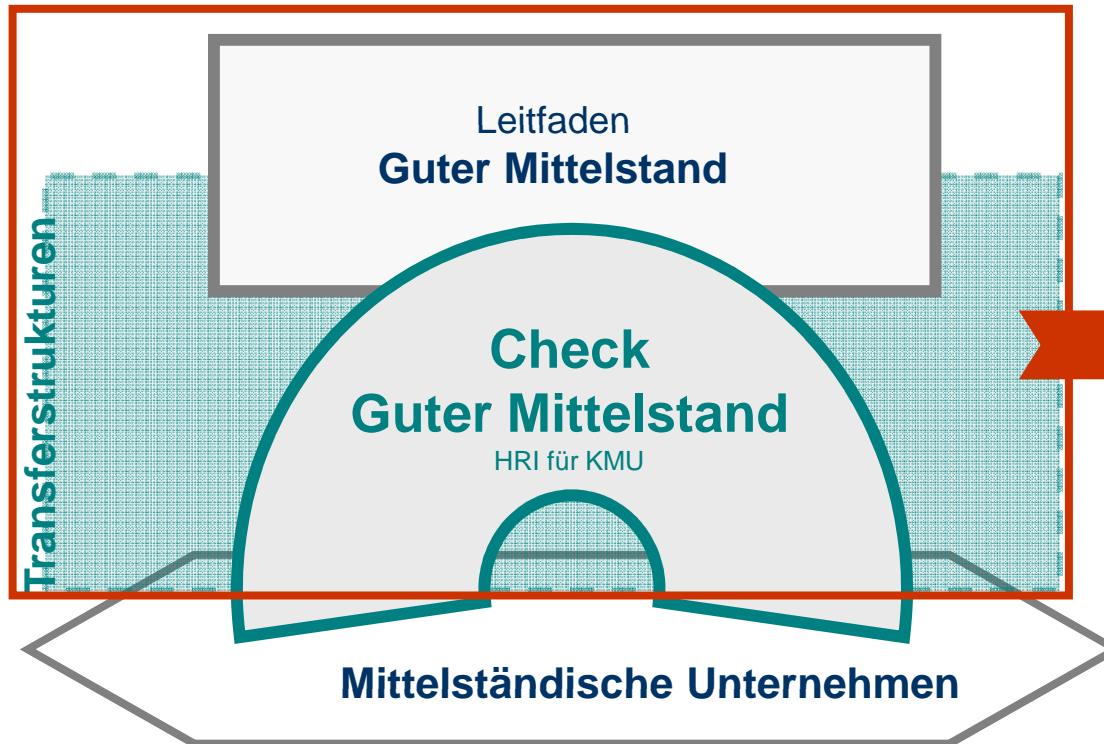 Leitfaden
Guter Mittelstand
Transferstrukturen
Check
Guter Mittelstand
HRI für KMU
Mittelständische Unternehmen